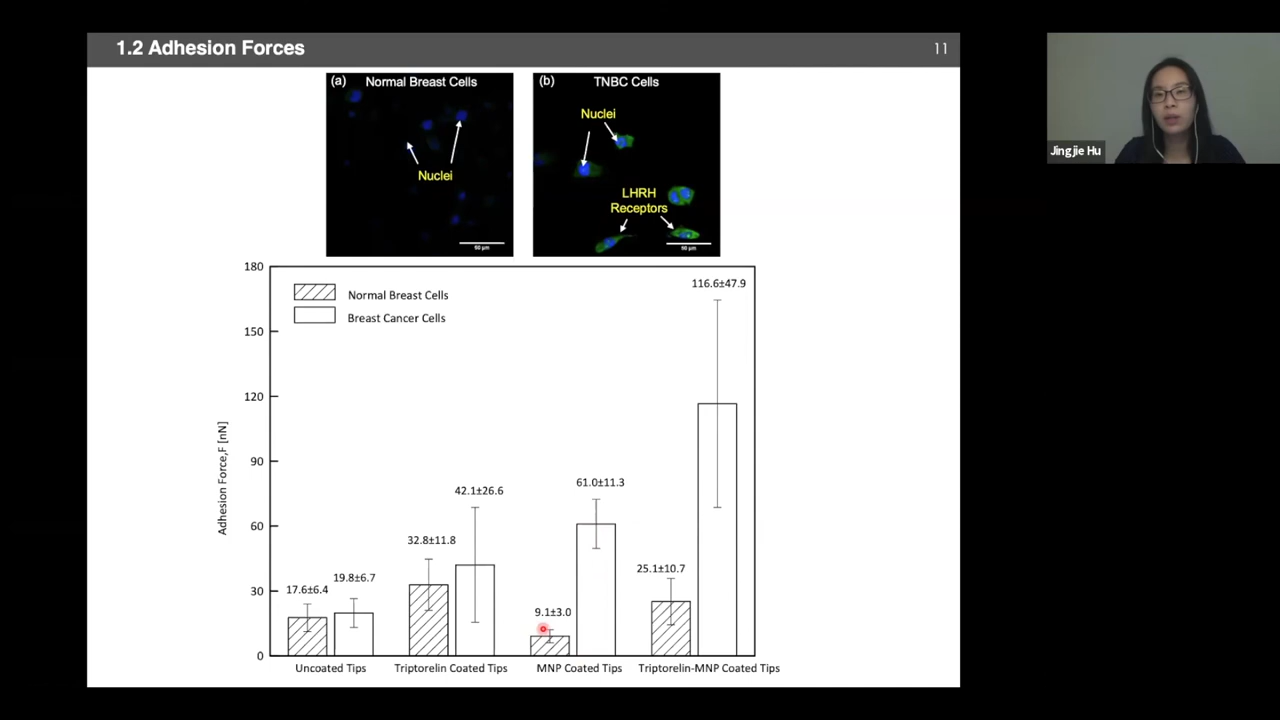 1.2 Adhesion Forces
11
(a) Normal Breast Cells
Nuclei
50 μm
(b) TNBC Cells
Nuclei
LHRH
Receptors
50 μm
Jingjie Hu
Adhesion Force,F [nN]
180
150
120
90
60
30
0
Normal Breast Cells
Breast Cancer Cells
17.6±6.4
19.8±6.7
32.8±11.8
42.1±26.6
9.1±3.0
61.0±11.3
25.1±10.7
116.6±47.9
Uncoated Tips
Triptorelin Coated Tips
MNP Coated Tips
Triptorelin-MNP Coated Tips